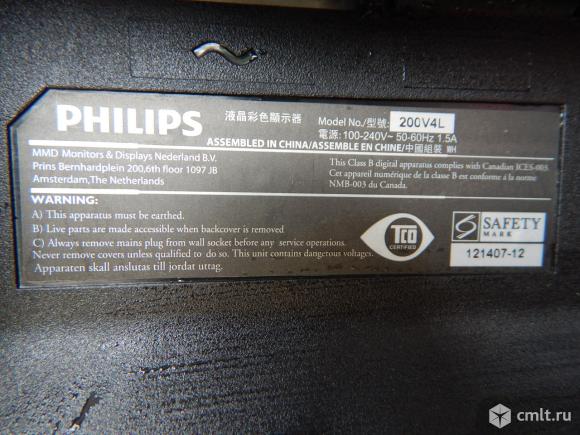 PHILIPS 液晶彩色顯示器 Model No./型號: 200V4L
電源: 100-240V~ 50-60Hz 1.5A
ASSEMBLED IN CHINA/ASSEMBLE EN CHINE/中國組裝 WH
MMD Monitors & Displays Nederland B.V.
Prins Bernhardplein 200,6th floor 1097 JB
Amsterdam,The Netherlands
This Class B digital apparatus complies with Canadian ICES-003.
Cet appareil numérique de la classe B est conforme à la norme
NMB-003 du Canada.
WARNING:
A) This apparatus must be earthed.
B) Live parts are made accessible when backcover is removed
C) Always remove mains plug from wall socket before any service operations.
Never remove covers unless qualified to do so. This unit contains dangerous voltages.
Apparaten skall anslutas till jordat uttag.
TCO
CERTIFIED
S SAFETY
MARK
121407-12
cmlt.ru